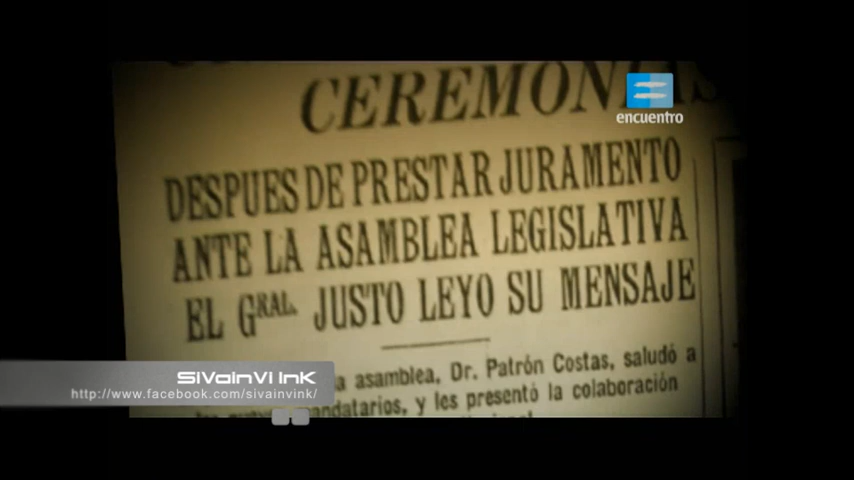 CEREMONIAS
encuentro
DESPUES DE PRESTAR JURAMENTO
ANTE LA ASAMBLEA LEGISLATIVA
EL GRAL. JUSTO LEYO SU MENSAJE
asamblea, Dr. Patrón Costas, saludó a
mandatarios, y les presentó la colaboración
SiVainVi InK
http://www.facebook.com/sivainvink/